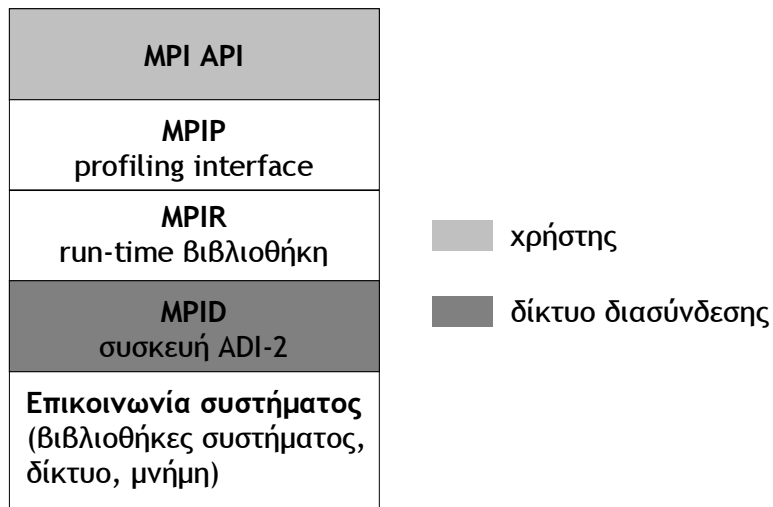 MPI API
MPIP
profiling interface
MPIR
run-time βιβλιοθήκη
MPID
συσκευή ADI-2
Επικοινωνία συστήματος
(βιβλιοθήκες συστήματος,
δίκτυο, μνήμη)
χρήστης
δίκτυο διασύνδεσης